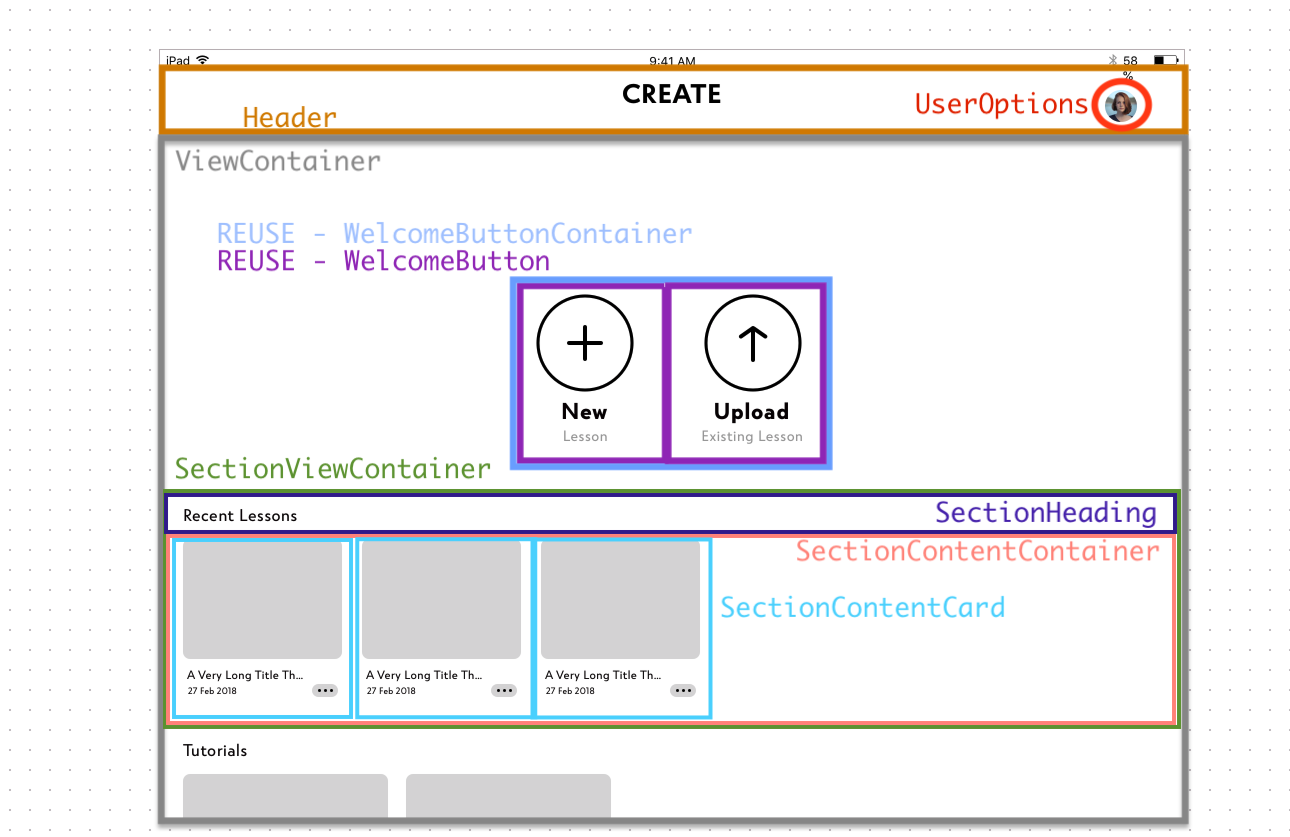 iPad
9:41 AM
58
%
CREATE
UserOptions
Header
ViewContainer
REUSE - WelcomeButtonContainer
REUSE - WelcomeButton
New
Lesson
Upload
Existing Lesson
SectionViewContainer
Recent Lessons
SectionHeading
SectionContentContainer
SectionContentCard
A Very Long Title Th...
27 Feb 2018
A Very Long Title Th...
27 Feb 2018
A Very Long Title Th...
27 Feb 2018
Tutorials